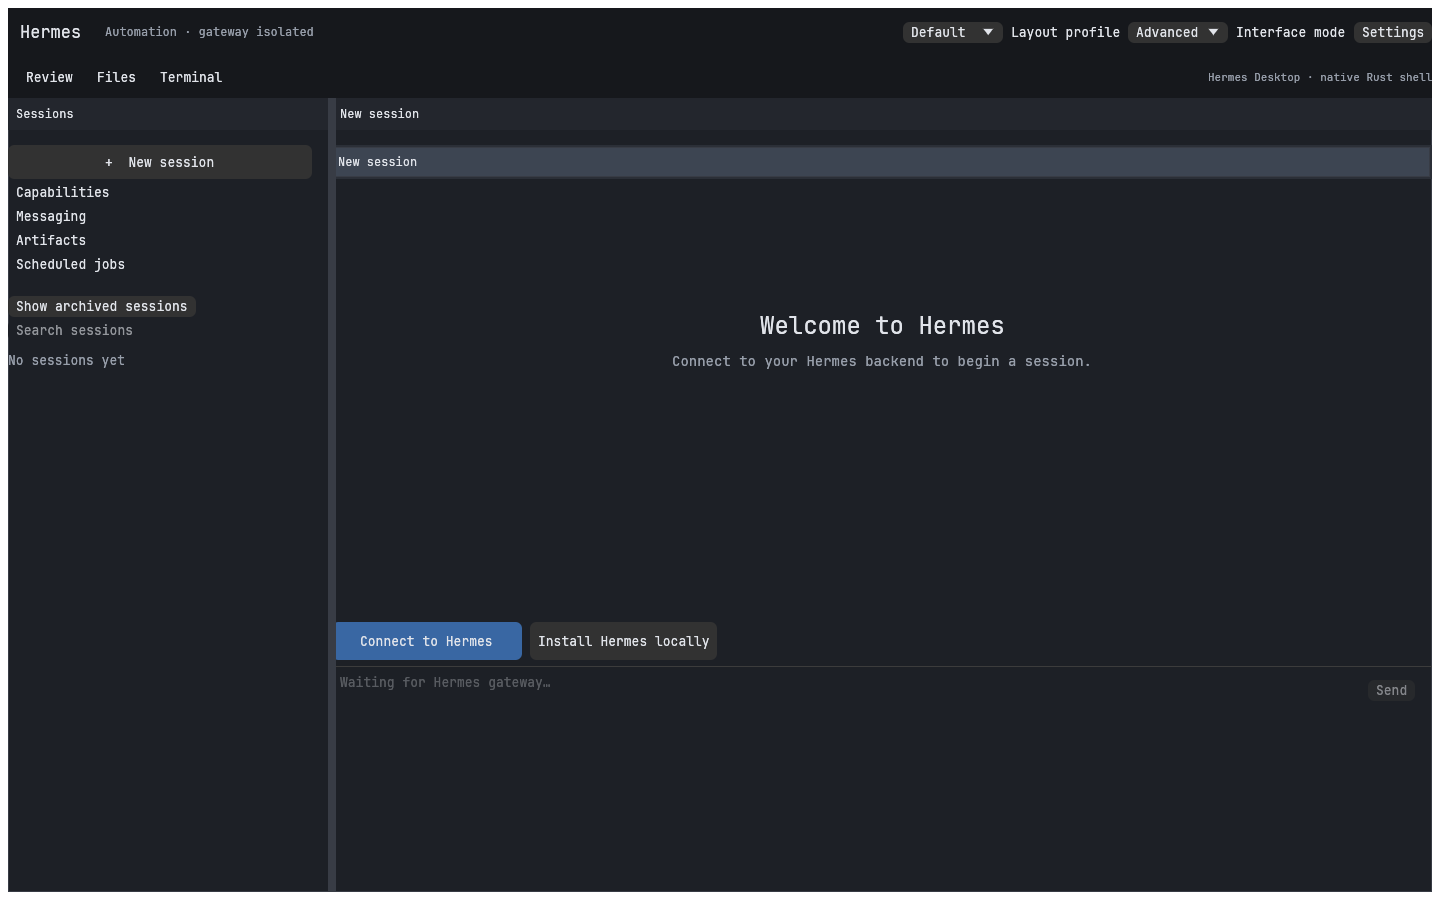 Hermes Automation · gateway isolated Default Layout profile Advanced Interface mode Settings
Review Files Terminal Hermes Desktop · native Rust shell
Sessions
New session
+ New session
New session
Capabilities
Messaging
Artifacts
Scheduled jobs
Show archived sessions
Search sessions
No sessions yet
Welcome to Hermes
Connect to your Hermes backend to begin a session.
Connect to Hermes Install Hermes locally
Waiting for Hermes gateway…
Send